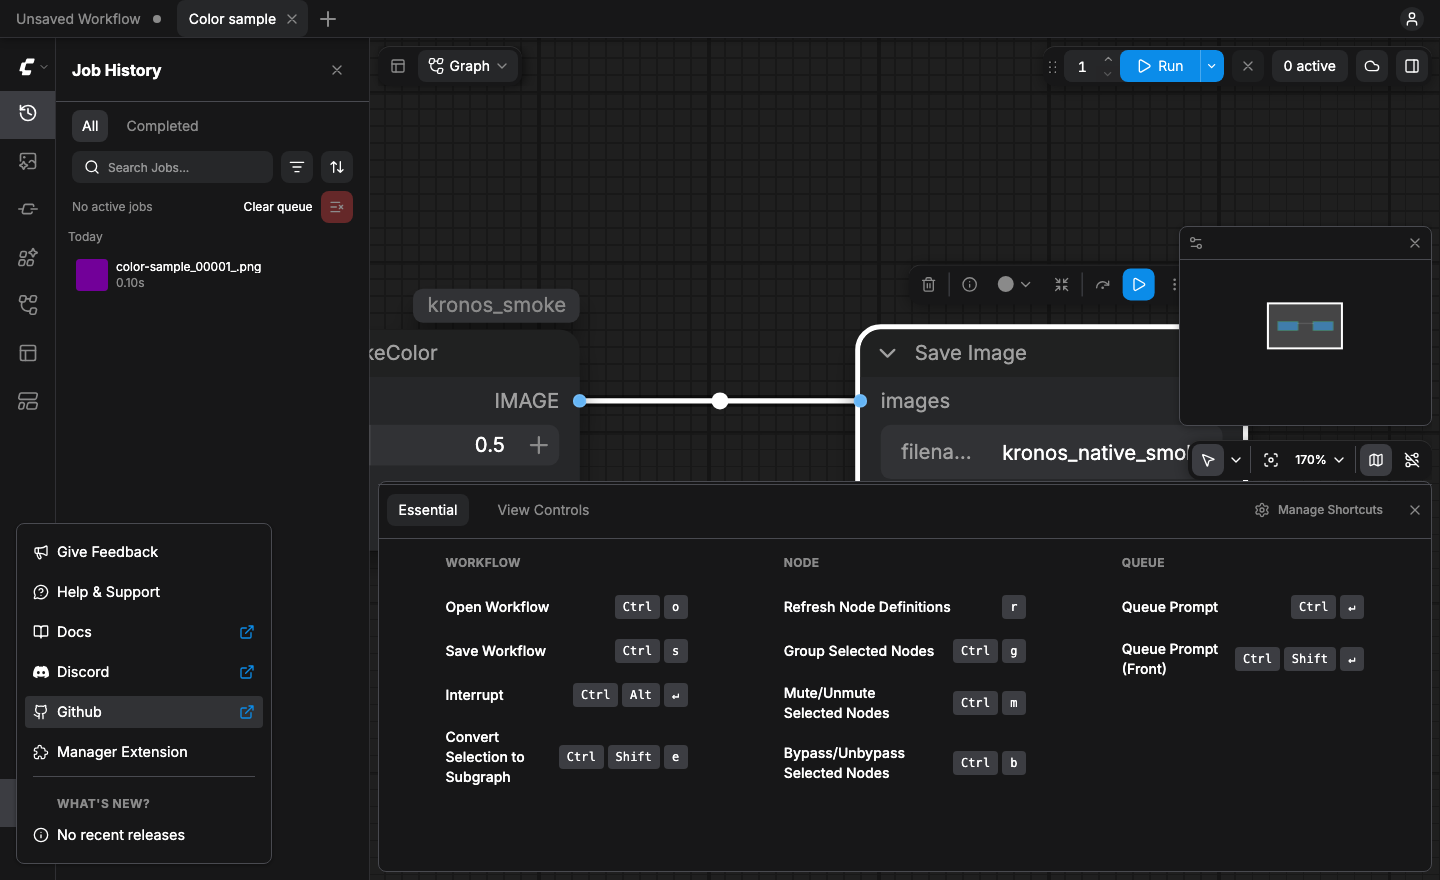 Unsaved Workflow
Color sample
Job History
Graph
1
Run
0 active
All
Completed
Search Jobs...
No active jobs
Clear queue
Today
color-sample_00001_.png
0.10s
kronos_smoke
keColor
IMAGE
0.5
Save Image
images
filena...
kronos_native_smo
170%
Essential
View Controls
Manage Shortcuts
WORKFLOW
Open Workflow
Ctrl o
Save Workflow
Ctrl s
Interrupt
Ctrl Alt ↵
Convert
Selection to
Subgraph
Ctrl Shift e
NODE
Refresh Node Definitions
r
Group Selected Nodes
Ctrl g
Mute/Unmute
Selected Nodes
Ctrl m
Bypass/Unbypass
Selected Nodes
Ctrl b
QUEUE
Queue Prompt
Ctrl ↵
Queue Prompt
(Front)
Ctrl Shift ↵
Give Feedback
Help & Support
Docs
Discord
Github
Manager Extension
WHAT'S NEW?
No recent releases